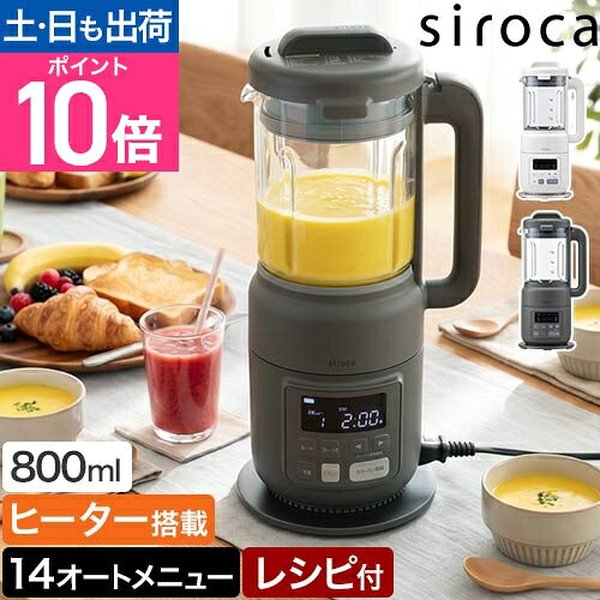 土・日も出荷
siroca
ポイント
10倍
siroca
2:00
800ml
ヒーター搭載
14オートメニュー
レシピ付